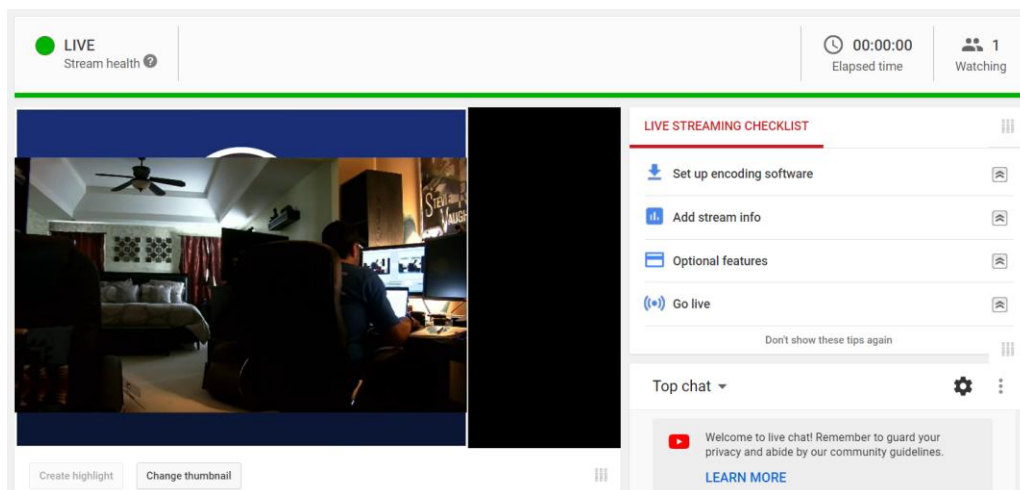 LIVE
Stream health
00:00:00
Elapsed time
1
Watching
LIVE STREAMING CHECKLIST
Set up encoding software
Add stream info
Optional features
Go live
Don't show these tips again
STEVI
VAUGH
Top chat
Welcome to live chat! Remember to guard your
privacy and abide by our community guidelines.
LEARN MORE
Create highlight
Change thumbnail